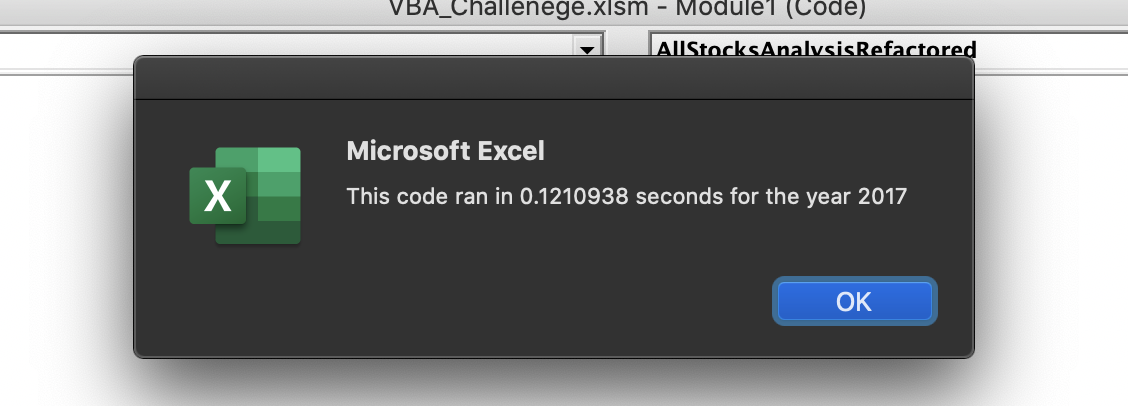 VBA_Challenege.xlsm - Module1 (Code)
AllStocksAnalysisRefactored
Microsoft Excel
X
This code ran in 0.1210938 seconds for the year 2017
OK